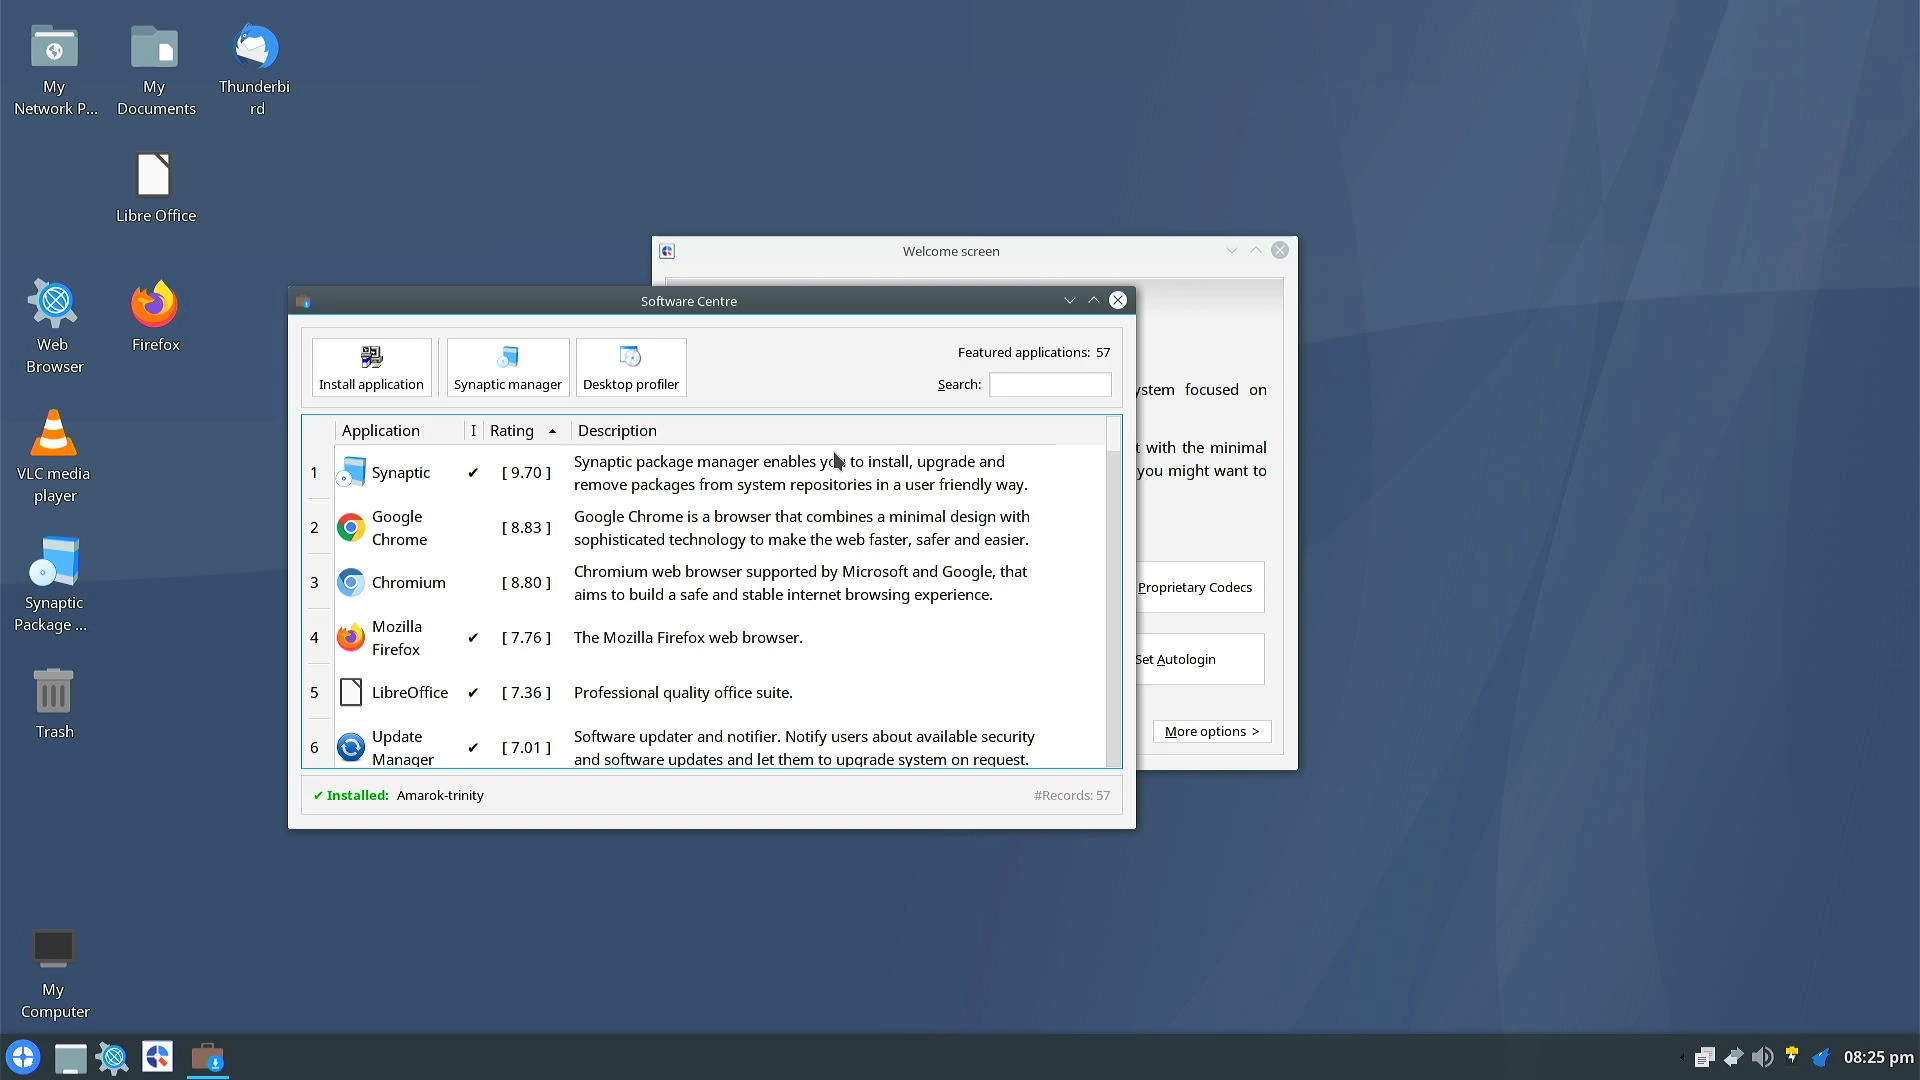 My
Network P...
My
Documents
Thunderbi
rd
Libre Office
Web
Browser
Firefox
VLC media
player
Synaptic
Package ...
Trash
My
Computer
Welcome screen
ystem focused on
t with the minimal
you might want to
Proprietary Codecs
Set Autologin
More options >
Software Centre
Install application
Synaptic manager
Desktop profiler
Featured applications: 57
Search:
Application I Rating Description
1 Synaptic ✔ [ 9.70 ] Synaptic package manager enables you to install, upgrade and
remove packages from system repositories in a user friendly way.
2 Google
Chrome [ 8.83 ] Google Chrome is a browser that combines a minimal design with
sophisticated technology to make the web faster, safer and easier.
3 Chromium [ 8.80 ] Chromium web browser supported by Microsoft and Google, that
aims to build a safe and stable internet browsing experience.
4 Mozilla
Firefox ✔ [ 7.76 ] The Mozilla Firefox web browser.
5 LibreOffice ✔ [ 7.36 ] Professional quality office suite.
6 Update
Manager ✔ [ 7.01 ] Software updater and notifier. Notify users about available security
and software updates and let them to upgrade system on request.
✔ Installed: Amarok-trinity
#Records: 57
08:25 pm